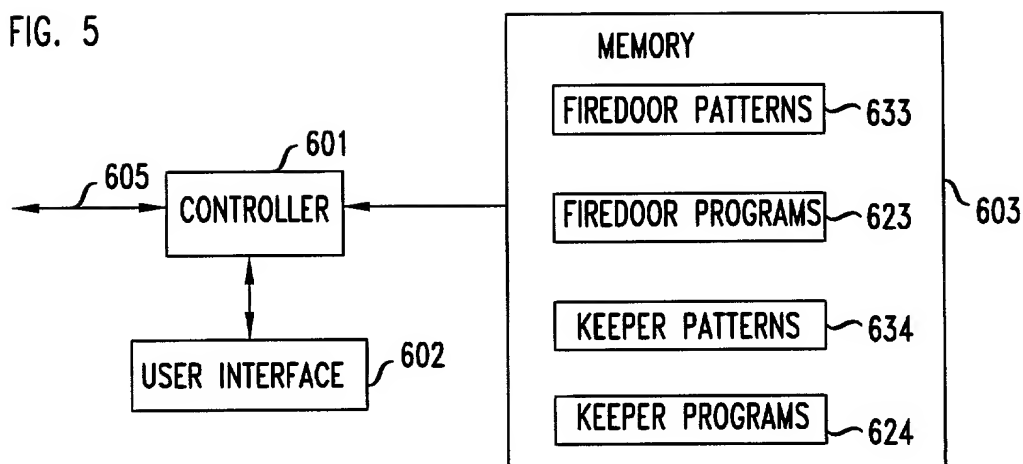 FIG. 5
MEMORY
FIREDOOR PATTERNS
633
601
605
CONTROLLER
FIREDOOR PROGRAMS
623
603
KEEPER PATTERNS
634
USER INTERFACE
602
KEEPER PROGRAMS
624